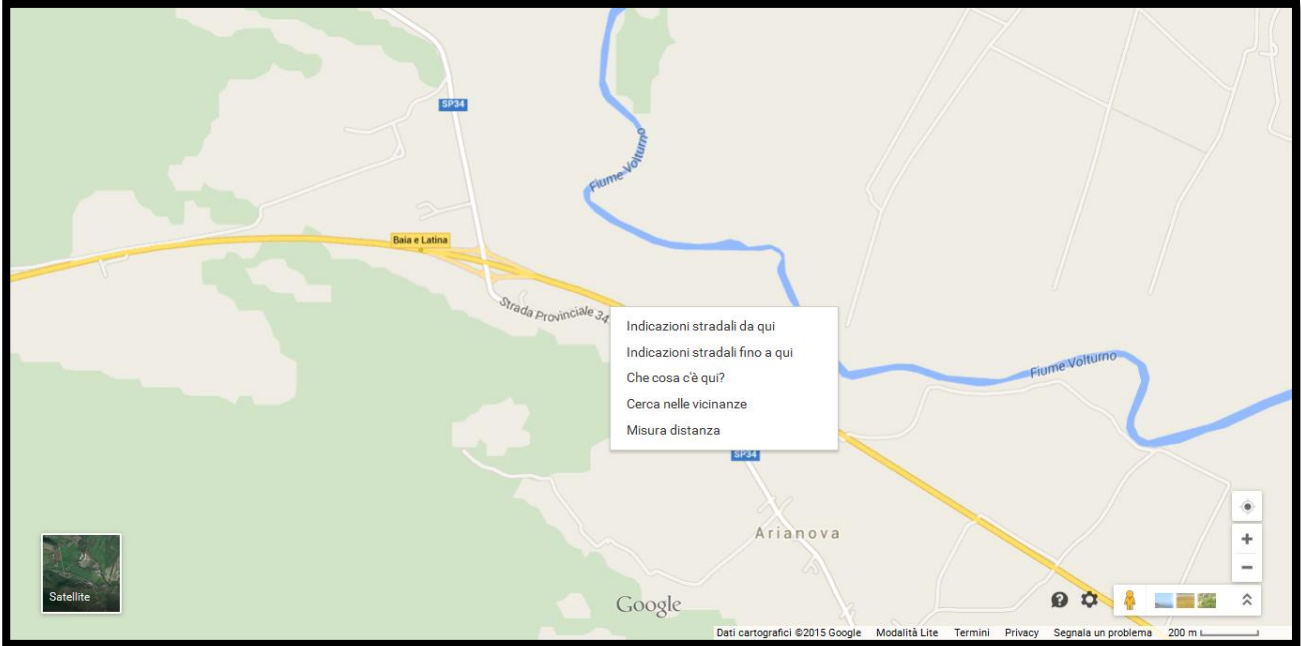 SP34
Fiume Volturno
Baia e Latina
Strada Provinciale 34
Indicazioni stradali da qui
Indicazioni stradali fino a qui
Che cosa c'è qui?
Cerca nelle vicinanze
Misura distanza
Fiume Volturno
SP34
Arianova
Satellite
Google
Dati cartografici ©2015 Google Modalità Lite Termini Privacy Segnala un problema 200 m